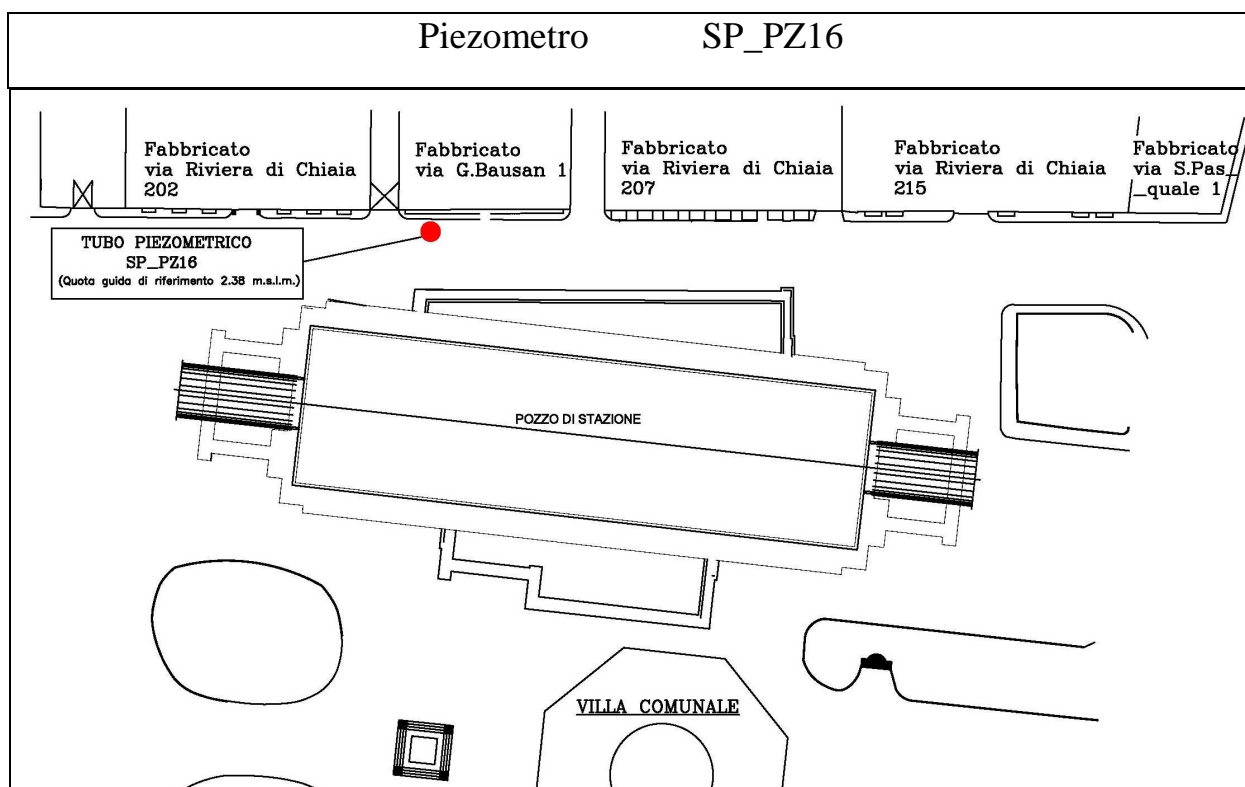 Piezometro SP_PZ16
Fabbricato
via Riviera di Chiaia
202
Fabbricato
via G.Bausan 1
Fabbricato
via Riviera di Chiaia
207
Fabbricato
via Riviera di Chiaia
215
Fabbricato
via S.Pas_
_quale 1
TUBO PIEZOMETRICO
SP_PZ16
(Quota guida di riferimento 2.38 m.s.l.m.)
POZZO DI STAZIONE
VILLA COMUNALE